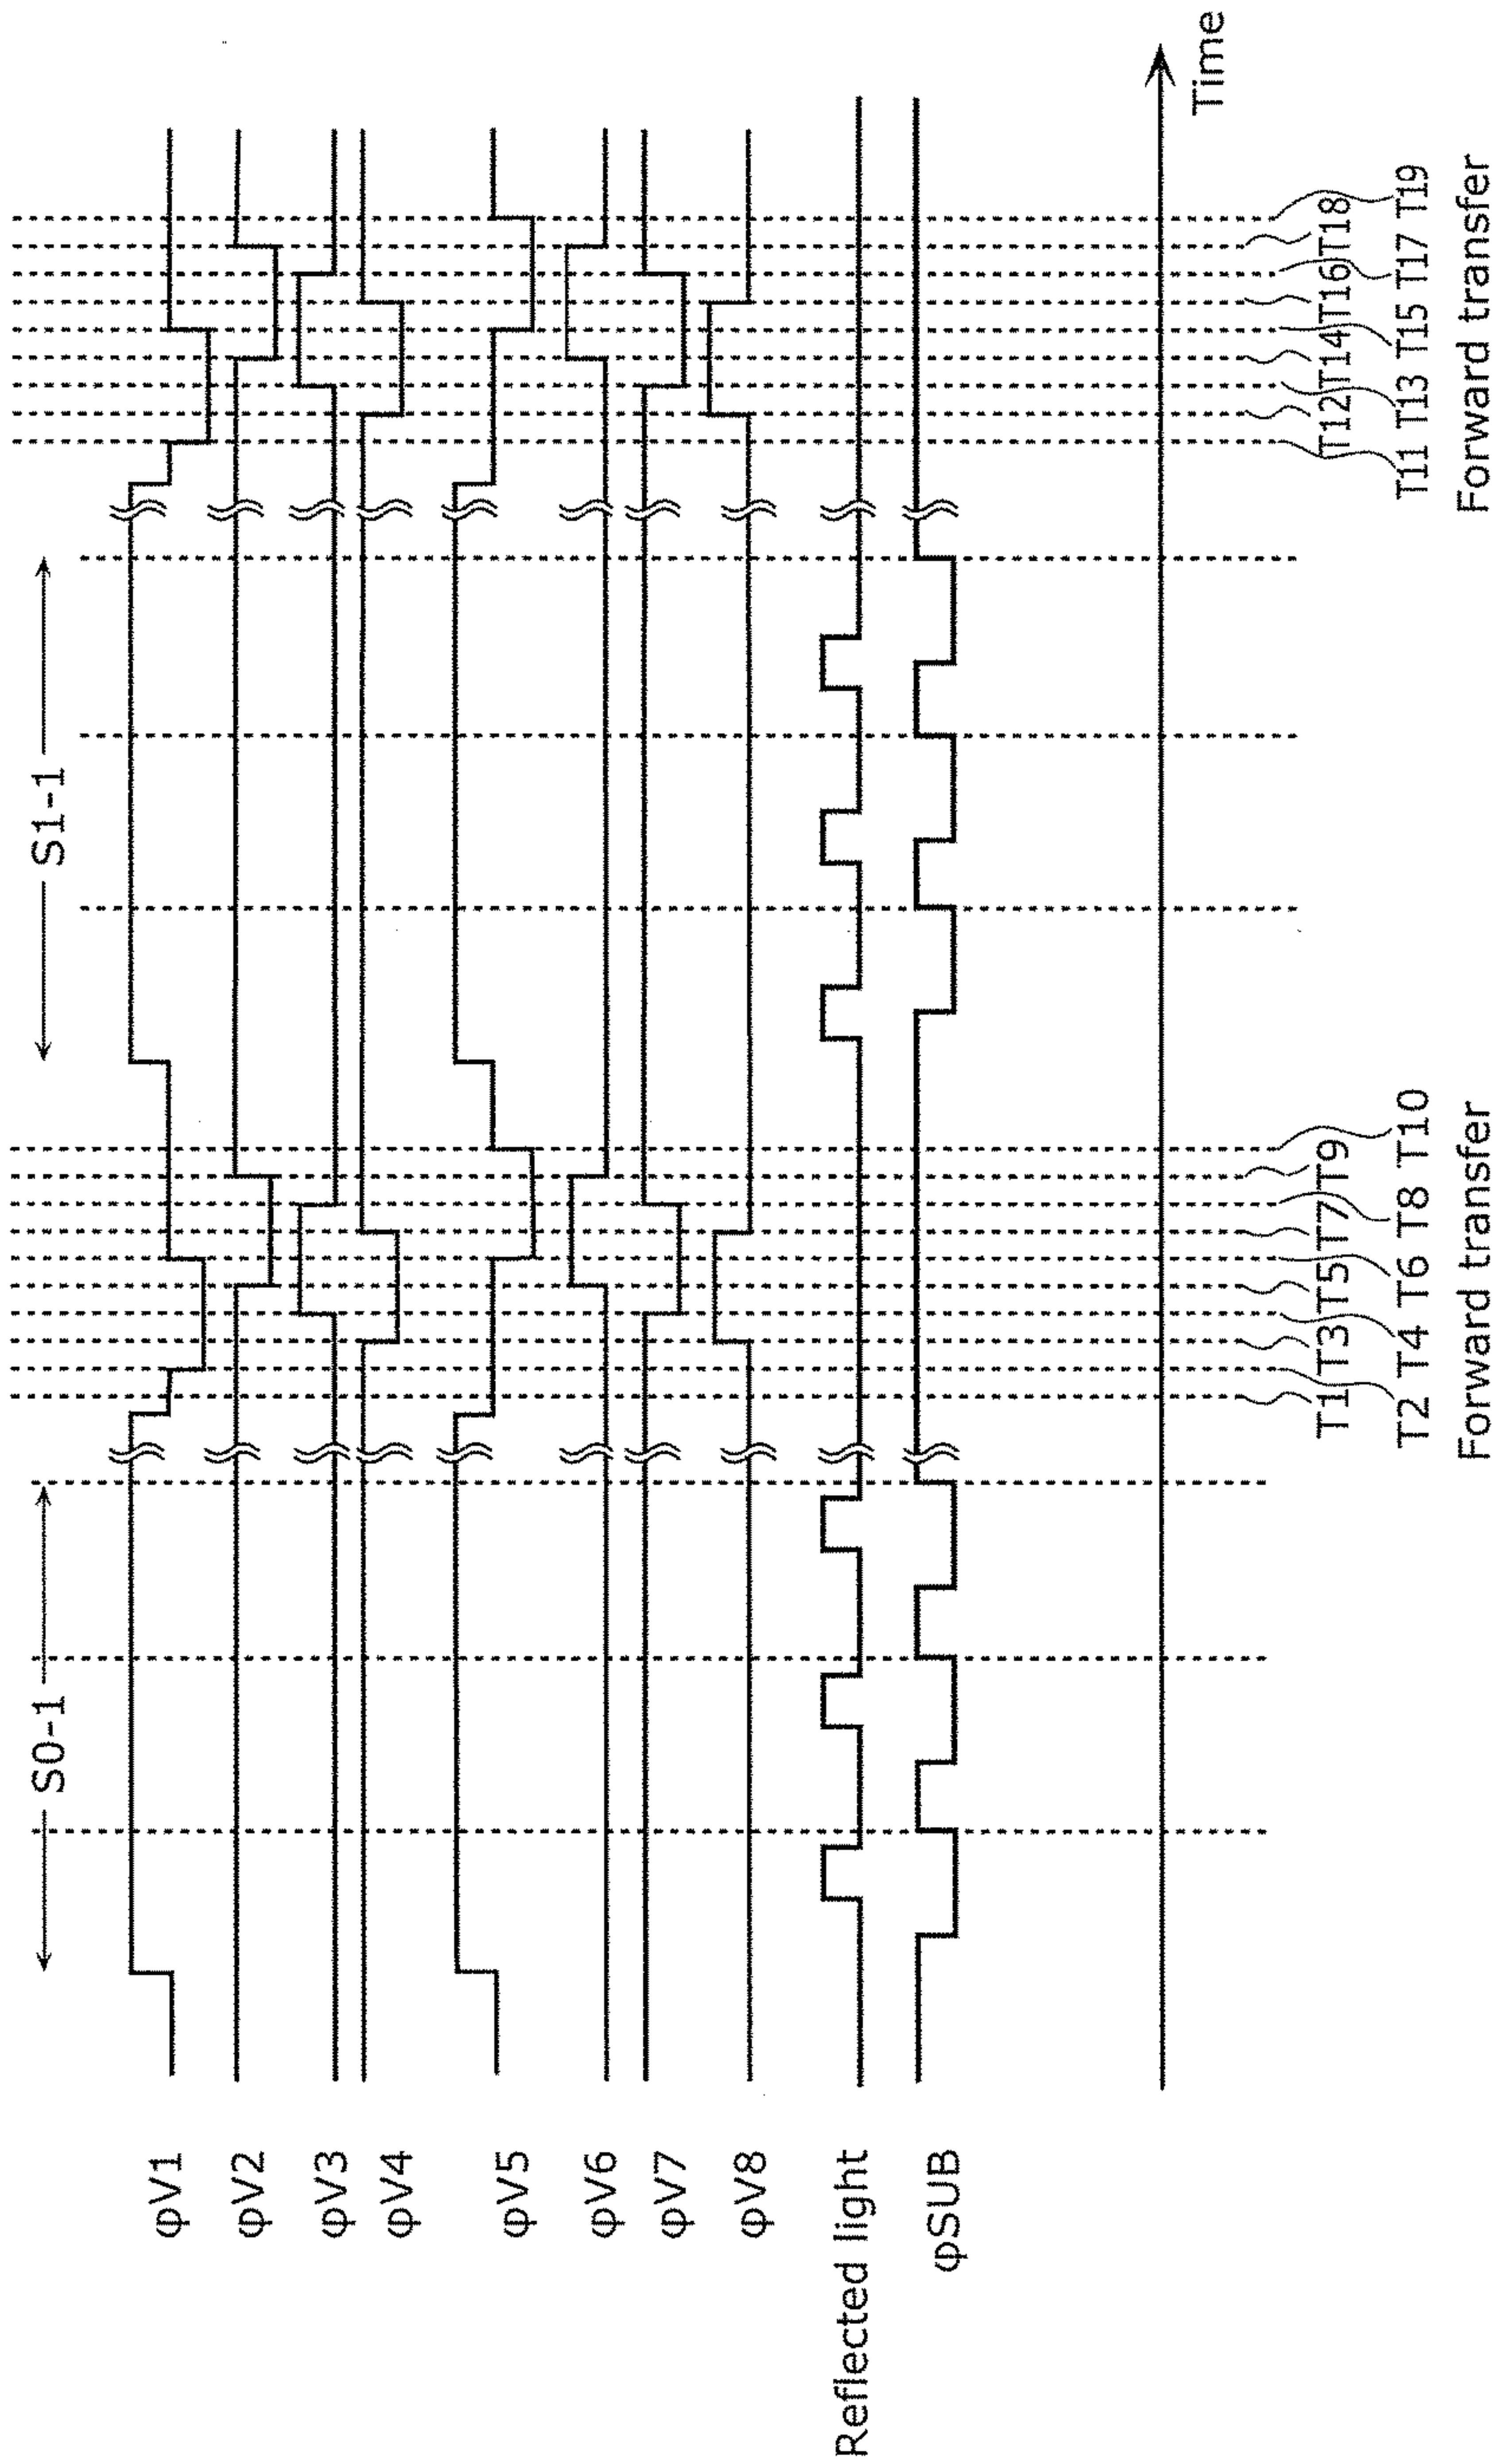 S0-1
S1-1
φV1
φV2
φV3
φV4
φV5
φV6
φV7
φV8
Reflected light
φSUB
Time
T1 T3 T5 T7 T9
T2 T4 T6 T8 T10
T12 T14 T16 T18
T11 T13 T15 T17 T19
Forward transfer
Forward transfer